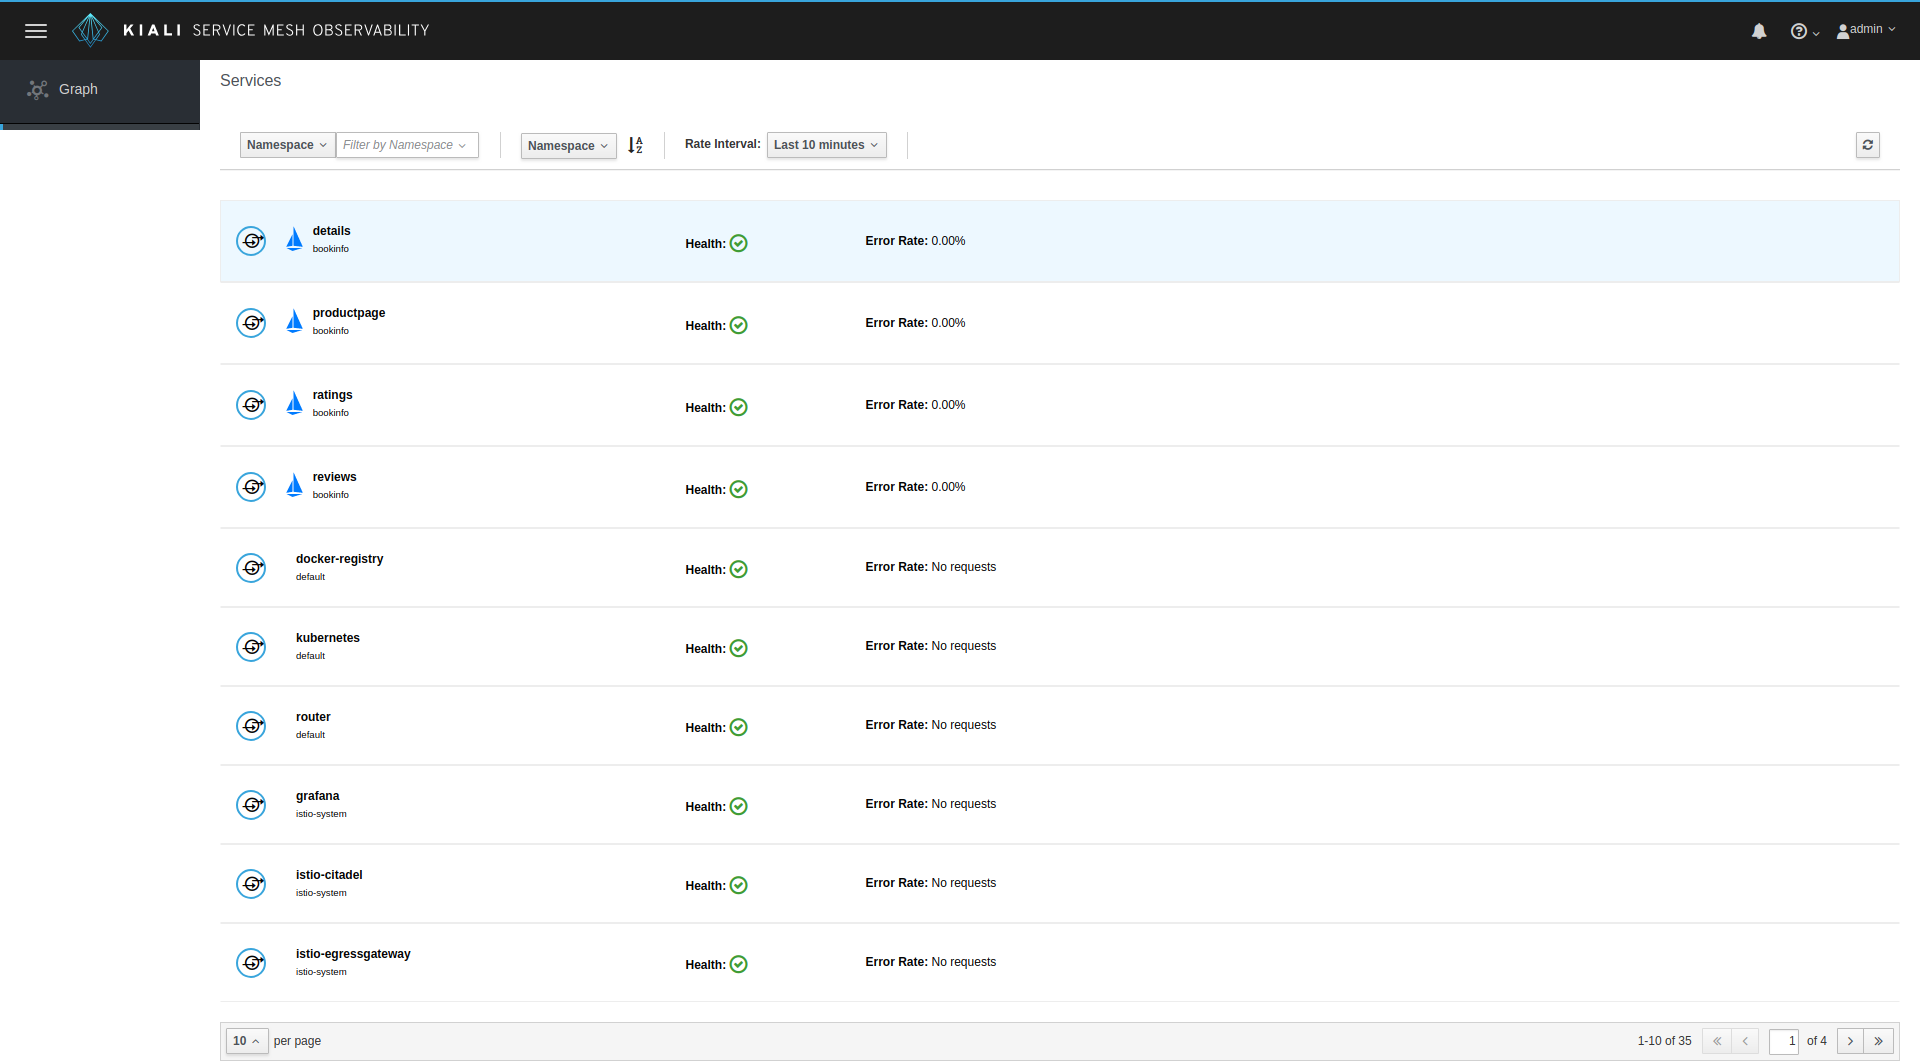 KIALI SERVICE MESH OBSERVABILITY
admin
Graph
Services
Namespace Filter by Namespace Namespace Rate Interval: Last 10 minutes
details
bookinfo
Health: Error Rate: 0.00%
productpage
bookinfo
Health: Error Rate: 0.00%
ratings
bookinfo
Health: Error Rate: 0.00%
reviews
bookinfo
Health: Error Rate: 0.00%
docker-registry
default
Health: Error Rate: No requests
kubernetes
default
Health: Error Rate: No requests
router
default
Health: Error Rate: No requests
grafana
istio-system
Health: Error Rate: No requests
istio-citadel
istio-system
Health: Error Rate: No requests
istio-egressgateway
istio-system
Health: Error Rate: No requests
10 per page 1-10 of 35 1 of 4